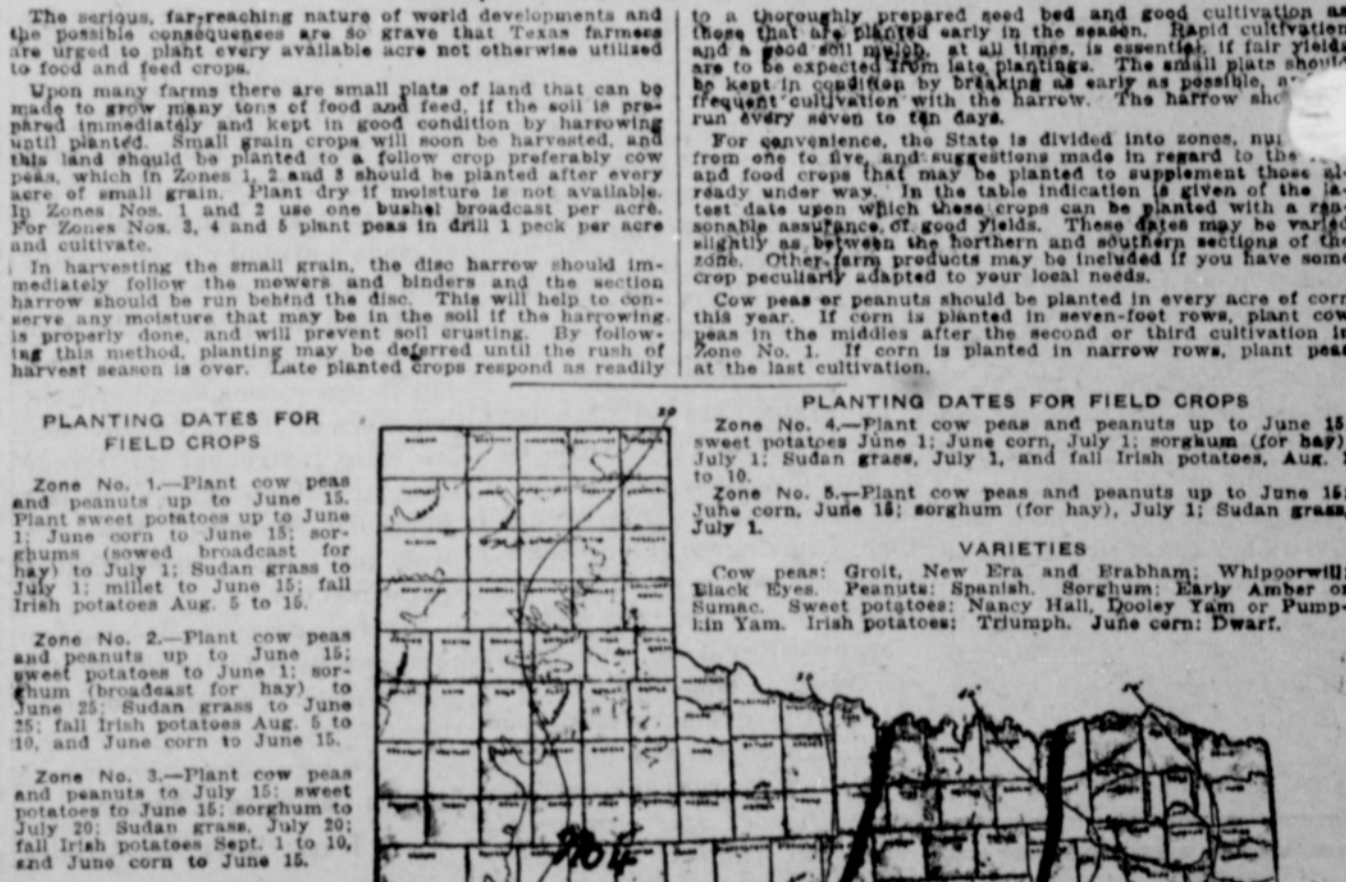 The serious, far-reaching nature of world developments and
the possible consequences are so grave that Texas farmers
are urged to plant every available acre not otherwise utilized
to food and feed crops.
Upon many farms there are small plats of land that can be
made to grow many tons of food and feed, if the soil is pre-
pared immediately and kept in good condition by harrowing
until planted. Small grain crops will soon be harvested, and
this land should be planted to a follow crop preferably cow
peas, which in Zones 1, 2 and 3 should be planted after every
acre of small grain. Plant dry if moisture is not available.
In Zones Nos. 1 and 2 use one bushel broadcast per acre.
For Zones Nos. 3, 4 and 5 plant peas in drill 1 peck per acre
and cultivate.
In harvesting the small grain, the disc harrow should im-
mediately follow the mowers and binders and the section
harrow should be run behind the disc. This will help to con-
serve any moisture that may be in the soil if the harrowing
is properly done, and will prevent soil crusting. By follow-
ing this method, planting may be deferred until the rush of
harvest season is over. Late planted crops respond as readily
to a thoroughly prepared seed bed and good cultivation as
those that are planted early in the season. Rapid cultivation
and a good soil mulch, at all times, is essential, if fair yields
are to be expected from late plantings. The small plats should
be kept in condition by breaking as early as possible, a
frequent cultivation with the harrow. The harrow sho
run every seven to ten days.
For convenience, the State is divided into zones, nu
from one to five, and suggestions made in regard to the
and food crops that may be planted to supplement those al-
ready under way. In the table indication is given of the la-
test date upon which these crops can be planted with a rea-
sonable assurance of good yields. These dates may be varied
slightly as between the northern and southern sections of the
zone. Other farm products may be included if you have some
crop peculiarly adapted to your local needs.
Cow peas or peanuts should be planted in every acre of corn
this year. If corn is planted in seven-foot rows, plant cow
peas in the middles after the second or third cultivation in
Zone No. 1. If corn is planted in narrow rows, plant peas
at the last cultivation.
PLANTING DATES FOR
FIELD CROPS
Zone No. 1.—Plant cow peas
and peanuts up to June 15.
Plant sweet potatoes up to June
1; June corn to June 15; sor-
ghums (sowed broadcast for
hay) to July 1; Sudan grass to
July 1; millet to June 15; fall
Irish potatoes Aug. 5 to 15.
Zone No. 2.—Plant cow peas
and peanuts up to June 15;
sweet potatoes to June 1; sor-
ghum (broadcast for hay) to
June 25; Sudan grass to June
25; fall Irish potatoes Aug. 5 to
10, and June corn to June 15.
Zone No. 3.—Plant cow peas
and peanuts to July 15; sweet
potatoes to June 15; sorghum to
July 20; Sudan grass, July 20;
fall Irish potatoes Sept. 1 to 10,
and June corn to June 15.
PLANTING DATES FOR FIELD CROPS
Zone No. 4.—Plant cow peas and peanuts up to June 15
sweet potatoes June 1; June corn, July 1; sorghum (for hay)
July 1; Sudan grass, July 1, and fall Irish potatoes, Aug. 1
to 10.
Zone No. 5.—Plant cow peas and peanuts up to June 15;
June corn, June 15; sorghum (for hay), July 1; Sudan grass,
July 1.
VARIETIES
Cow peas: Groit, New Era and Brabham; Whipoorwill;
Black Eyes. Peanuts: Spanish. Sorghum: Early Amber or
Sumac. Sweet potatoes: Nancy Hall, Dooley Yam or Pump-
kin Yam. Irish potatoes: Triumph. June corn: Dwarf.
No 4